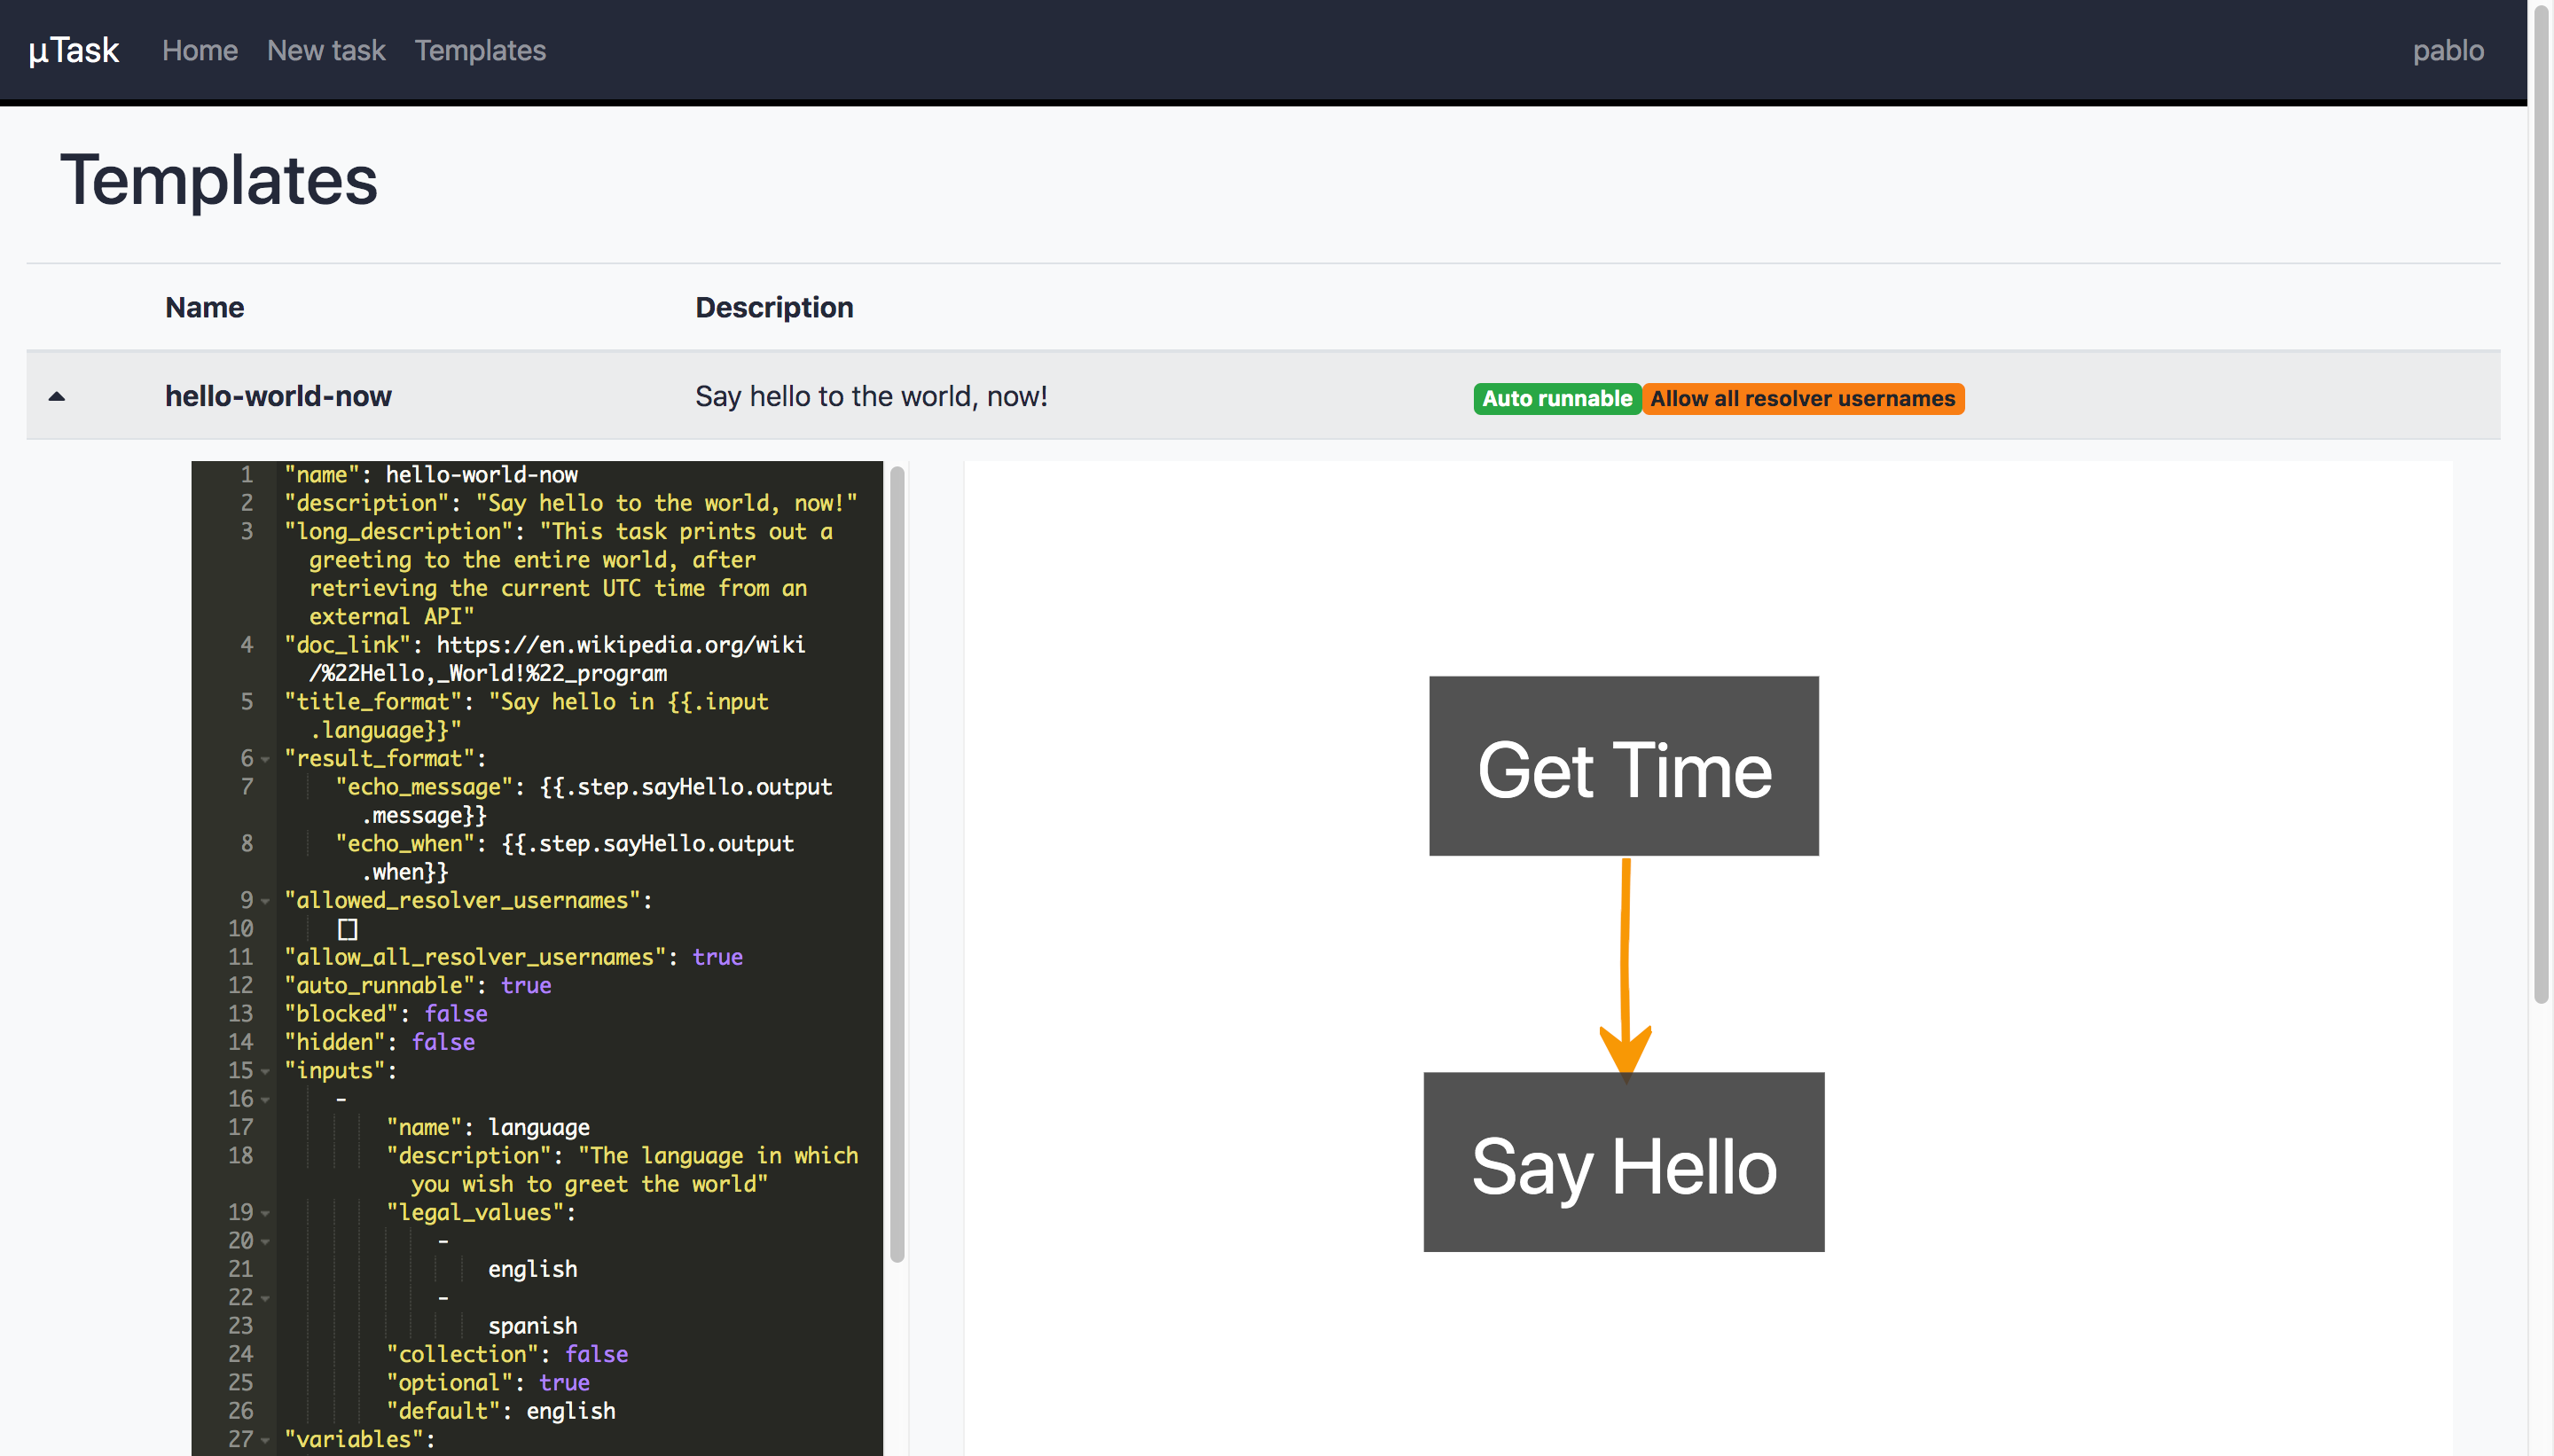 µTask Home New task Templates pablo
Templates
Name Description
hello-world-now Say hello to the world, now! Auto runnable Allow all resolver usernames
1 "name": hello-world-now
2 "description": "Say hello to the world, now!"
3 "long_description": "This task prints out a
greeting to the entire world, after
retrieving the current UTC time from an
external API"
4 "doc_link": https://en.wikipedia.org/wiki
/%22Hello,_World!%22_program
5 "title_format": "Say hello in {{.input
.language}}"
6 "result_format":
7 "echo_message": {{.step.sayHello.output
.message}}
8 "echo_when": {{.step.sayHello.output
.when}}
9 "allowed_resolver_usernames":
10 []
11 "allow_all_resolver_usernames": true
12 "auto_runnable": true
13 "blocked": false
14 "hidden": false
15 "inputs":
16 -
17 "name": language
18 "description": "The language in which
you wish to greet the world"
19 "legal_values":
20 -
21 english
22 -
23 spanish
24 "collection": false
25 "optional": true
26 "default": english
27 "variables":
Get Time
Say Hello